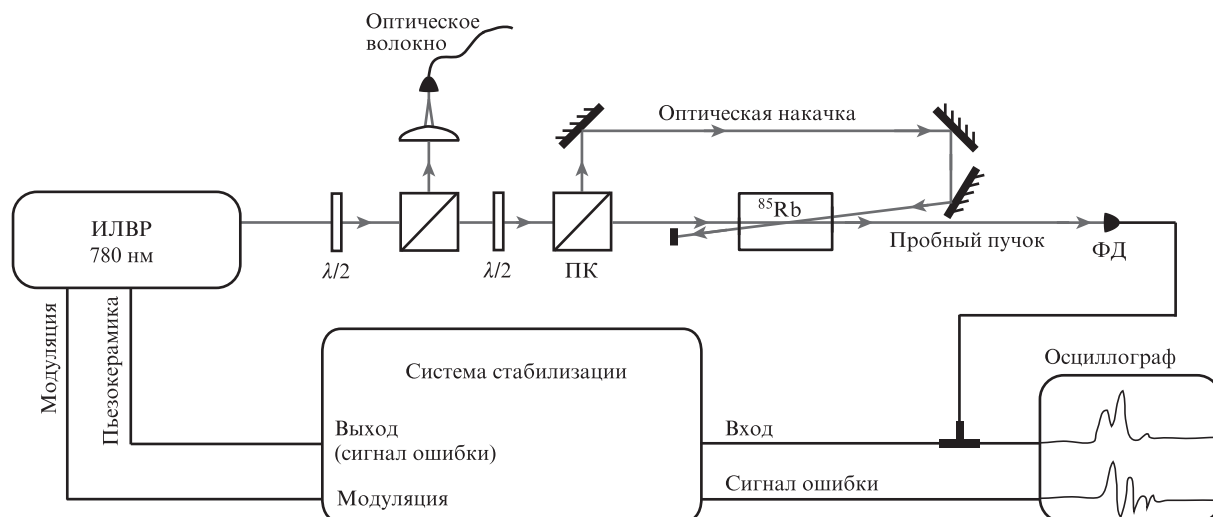 Оптическое
волокно
Оптическая накачка
ИЛВР
780 нм
λ/2
λ/2
ПК
⁸⁵Rb
Пробный пучок
ФД
Модуляция
Пьезокерамика
Система стабилизации
Выход
(сигнал ошибки)
Модуляция
Вход
Сигнал ошибки
Осциллограф